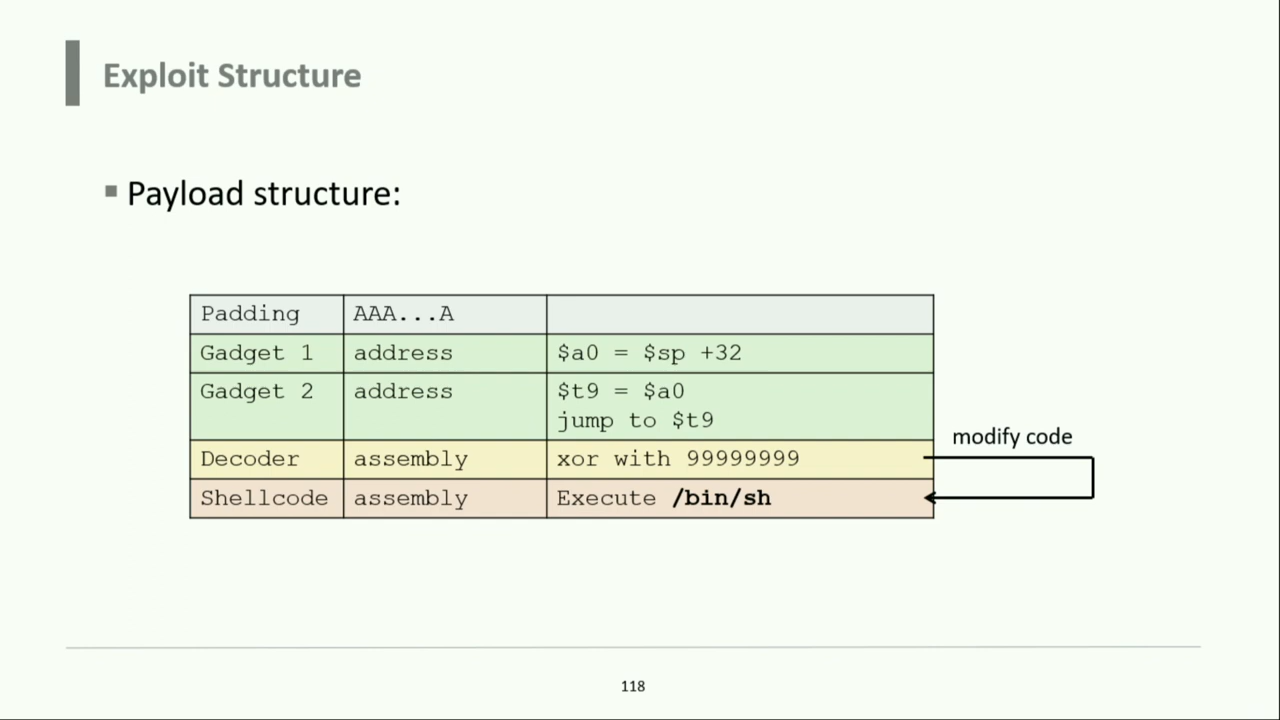 Exploit Structure
▪ Payload structure:
Padding AAA...A
Gadget 1 address $a0 = $sp +32
Gadget 2 address $t9 = $a0
jump to $t9
modify code
Decoder assembly xor with 99999999
Shellcode assembly Execute /bin/sh
118